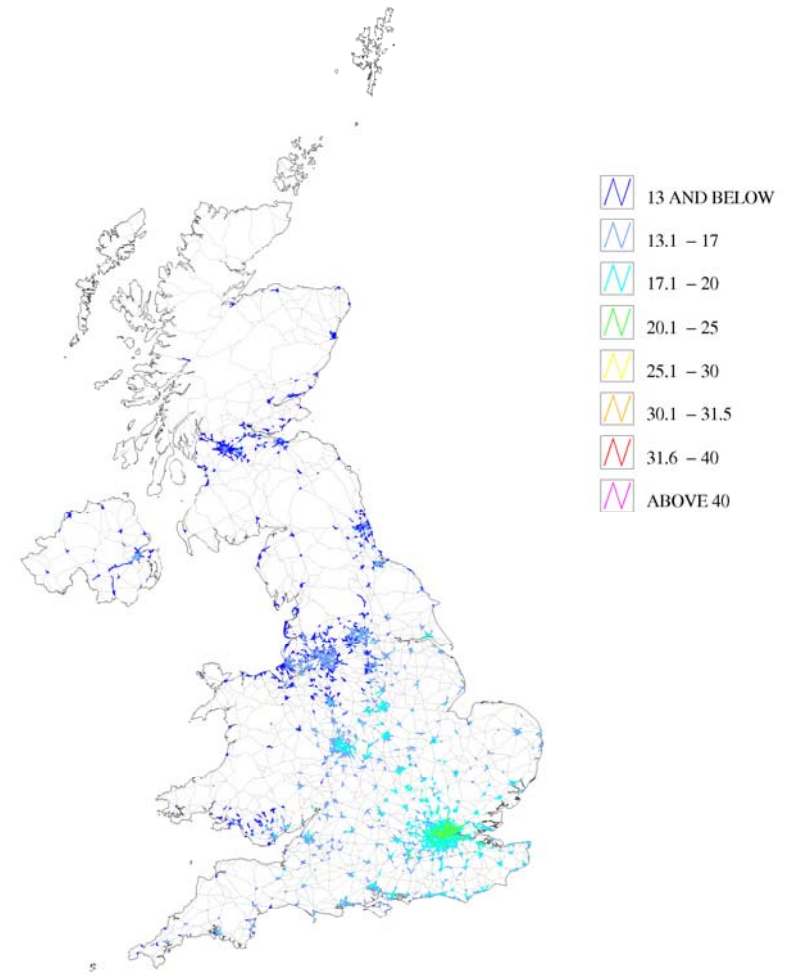 13 AND BELOW
13.1 – 17
17.1 – 20
20.1 – 25
25.1 – 30
30.1 – 31.5
31.6 – 40
ABOVE 40